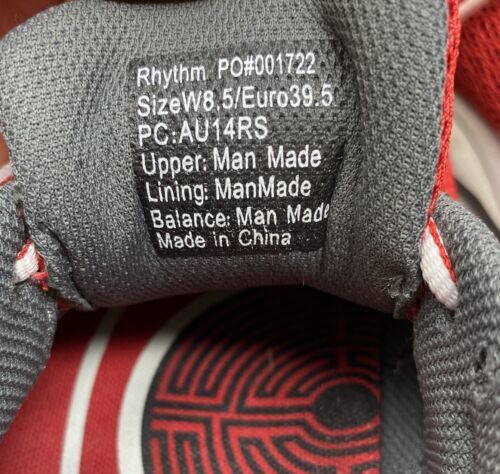 Rhythm PO#001722
SizeW8.5/Euro39.5
PC:AU14RS
Upper: Man Made
Lining: ManMade
Balance: Man Made
Made in China